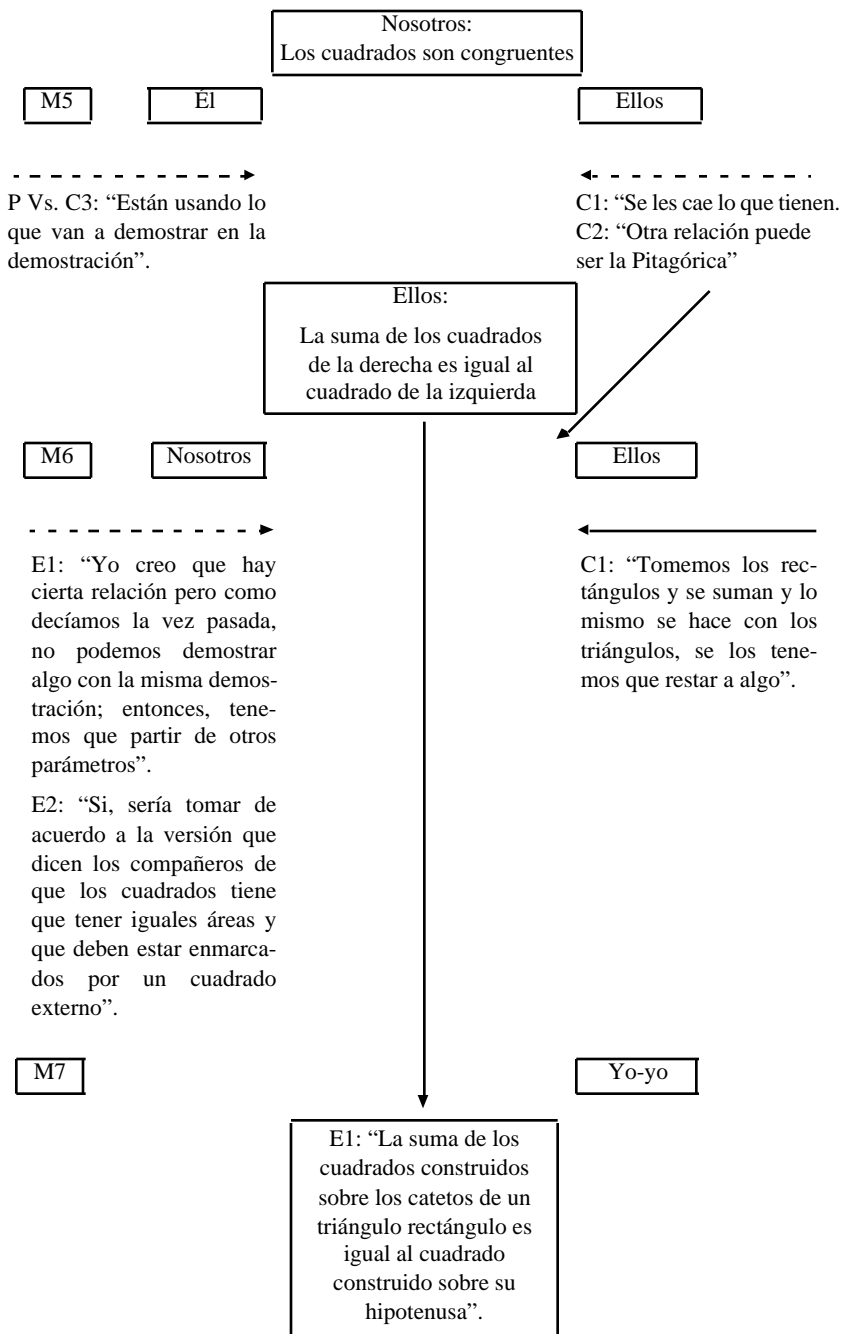 Nosotros:
Los cuadrados son congruentes
M5
Él
Ellos
P Vs. C3: “Están usando lo
que van a demostrar en la
demostración”.
C1: “Se les cae lo que tienen.
C2: “Otra relación puede
ser la Pitagórica”
Ellos:
La suma de los cuadrados
de la derecha es igual al
cuadrado de la izquierda
M6
Nosotros
Ellos
E1: “Yo creo que hay
cierta relación pero como
decíamos la vez pasada,
no podemos demostrar
algo con la misma demos-
tración; entonces, tene-
mos que partir de otros
parámetros”.
E2: “Si, sería tomar de
acuerdo a la versión que
dicen los compañeros de
que los cuadrados tiene
que tener iguales áreas y
que deben estar enmarca-
dos por un cuadrado
externo”.
C1: “Tomemos los rec-
tángulos y se suman y lo
mismo se hace con los
triángulos, se los tene-
mos que restar a algo”.
M7
Yo-yo
E1: “La suma de los
cuadrados construidos
sobre los catetos de un
triángulo rectángulo es
igual al cuadrado
construido sobre su
hipotenusa”.